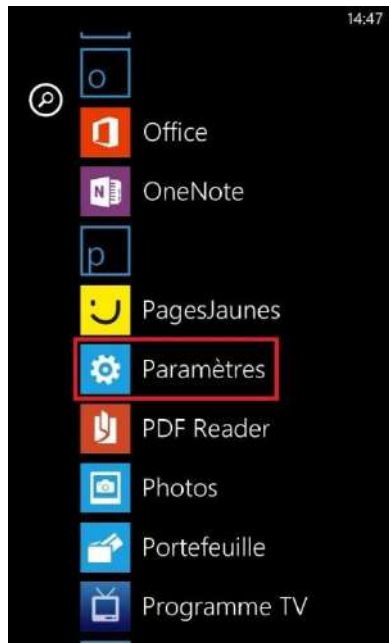 14:47
o
Office
N
OneNote
p
PagesJaunes
Paramètres
PDF Reader
Photos
Portefeuille
Programme TV